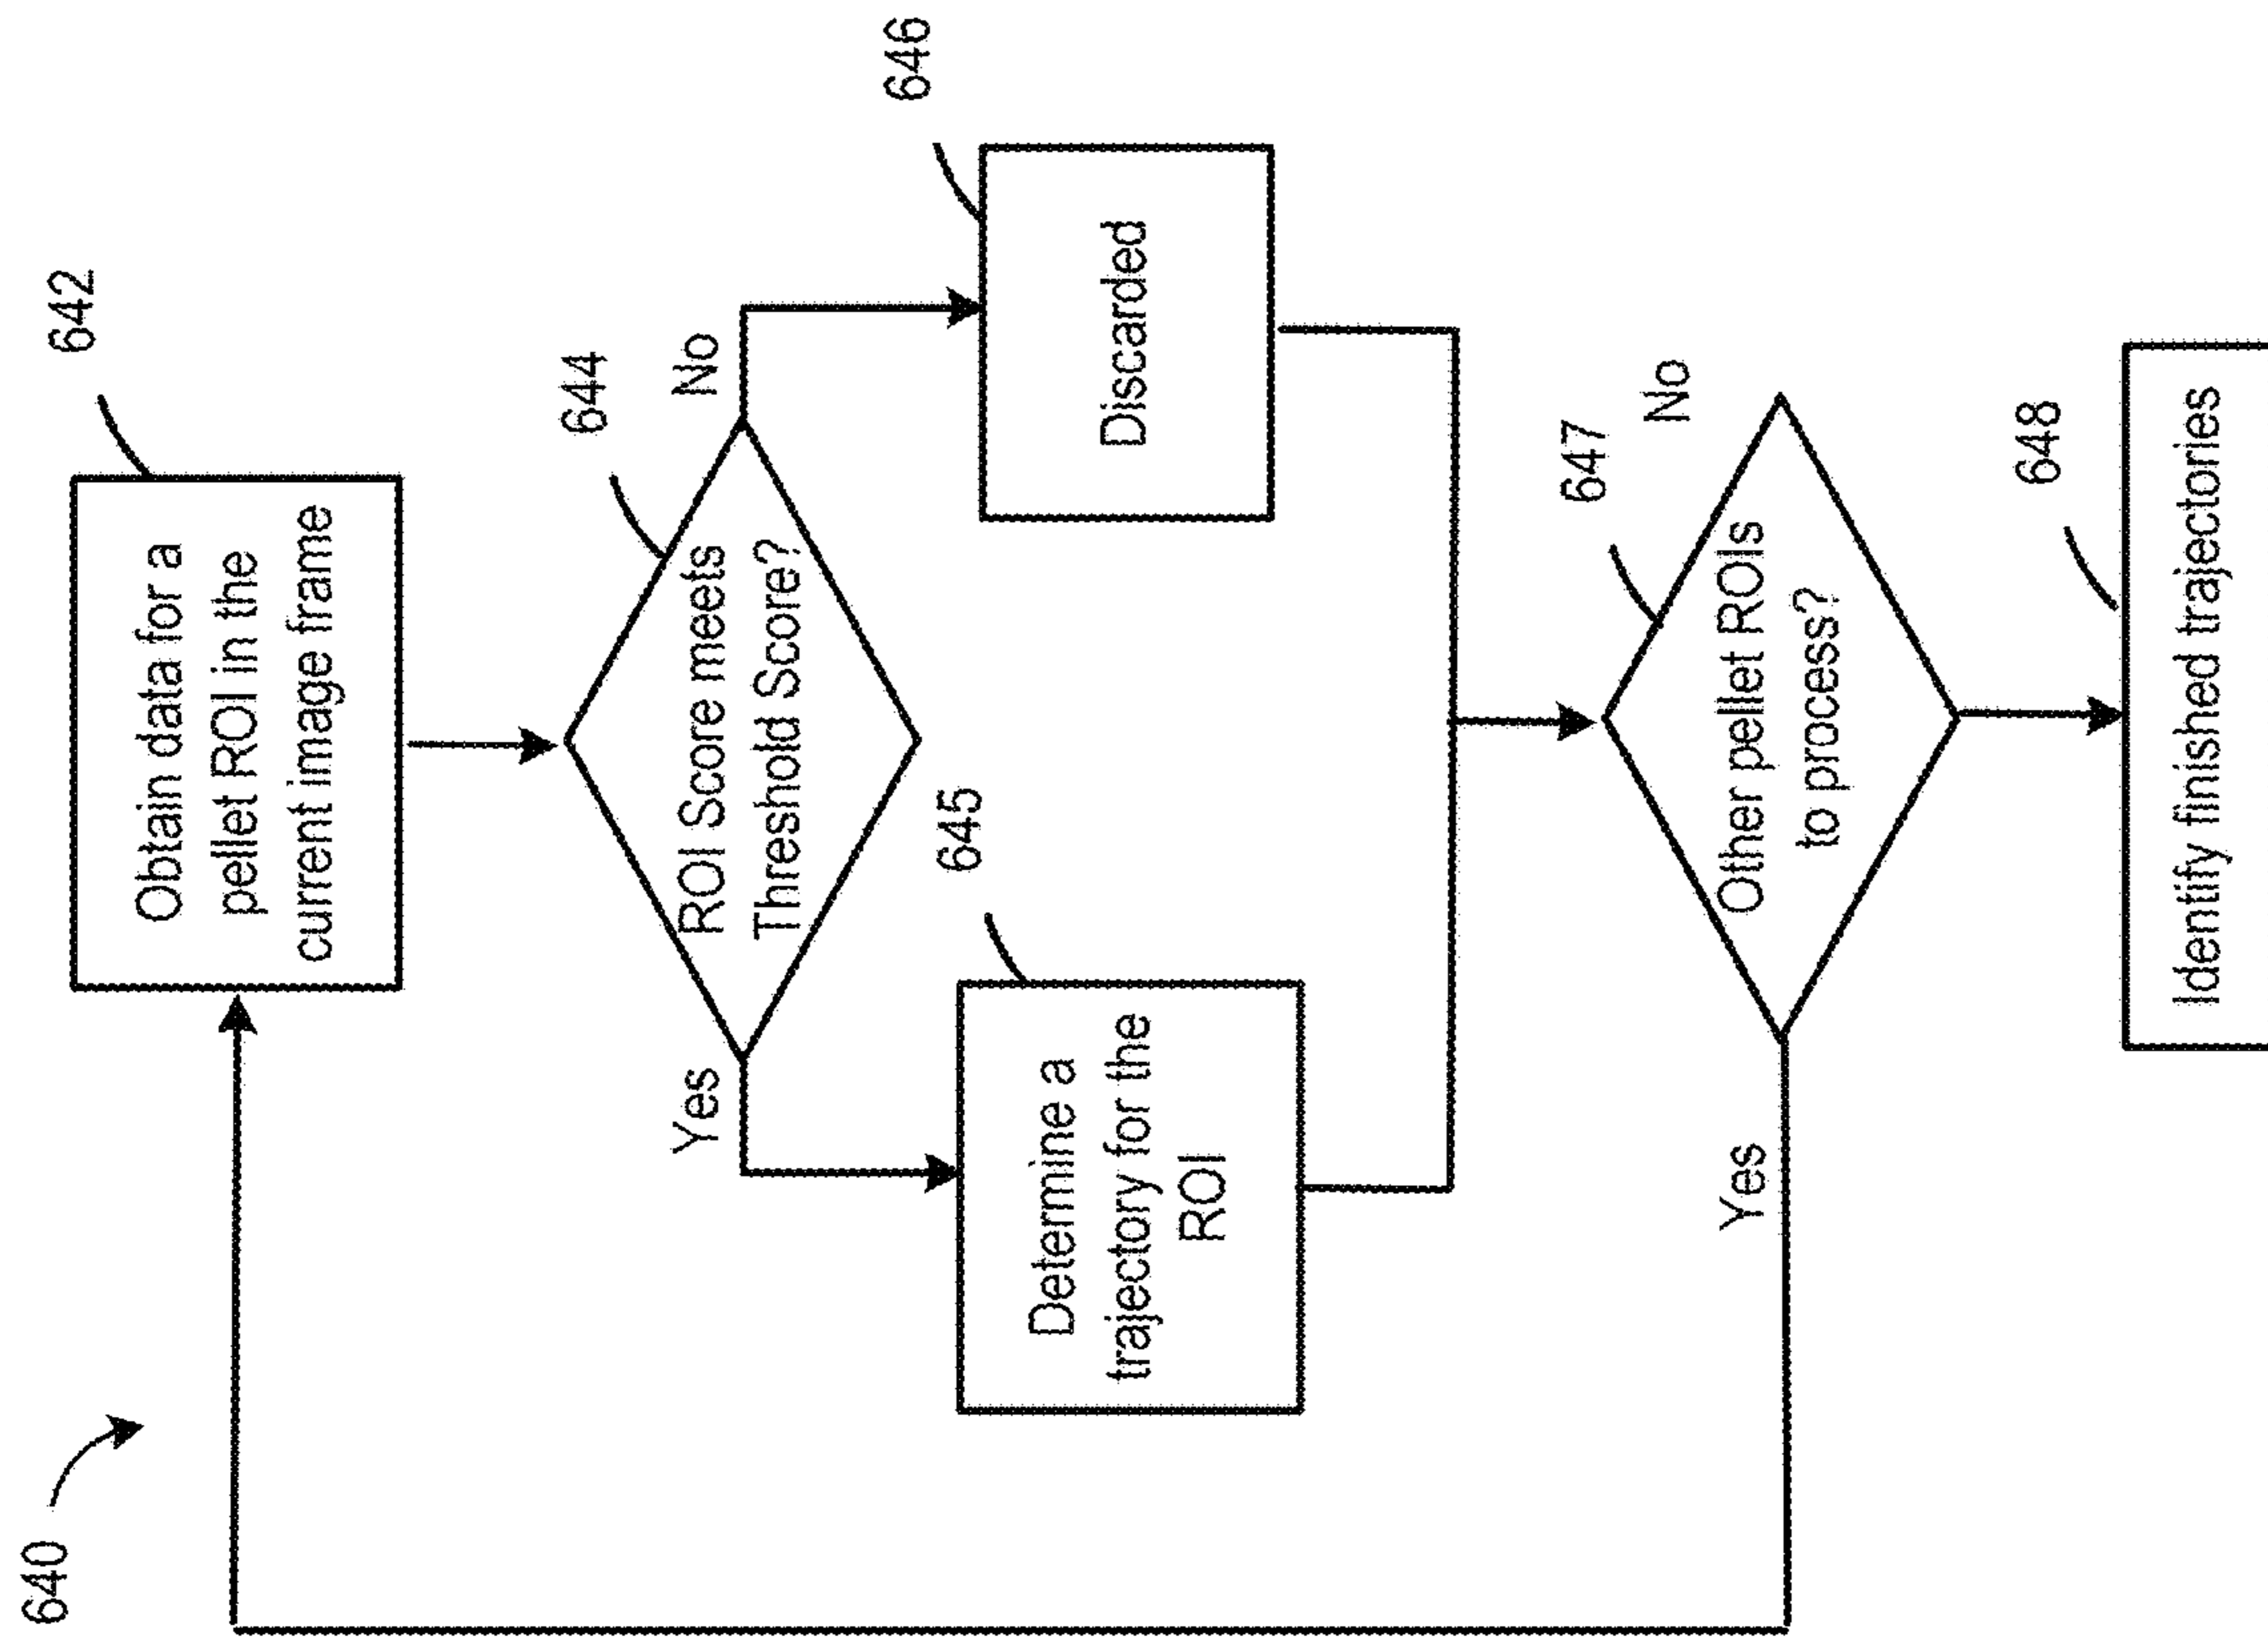 640
642
Obtain data for a
pellet ROI in the
current image frame
644
ROI Score meets
Threshold Score?
Yes
No
645
Determine a
trajectory for the
ROI
646
Discarded
647
Other pellet ROIs
to process?
Yes
No
648
Identify finished trajectories